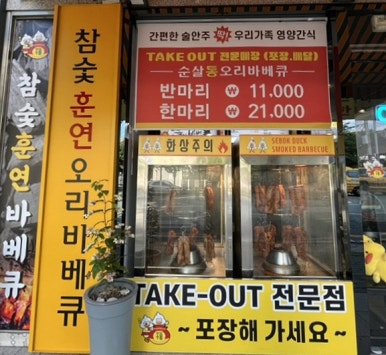 참숯훈연바베큐
참숯훈연오리바베큐
간편한 술안주 딱! 우리가족 영양간식
TAKE OUT 전문매장 (포장,배달)
순살통오리바베큐
반마리 ₩ 11.000
한마리 ₩ 21.000
화상주의
SEBOK DUCK
SMOKED BARBECUE
TAKE-OUT 전문점
~ 포장해 가세요 ~